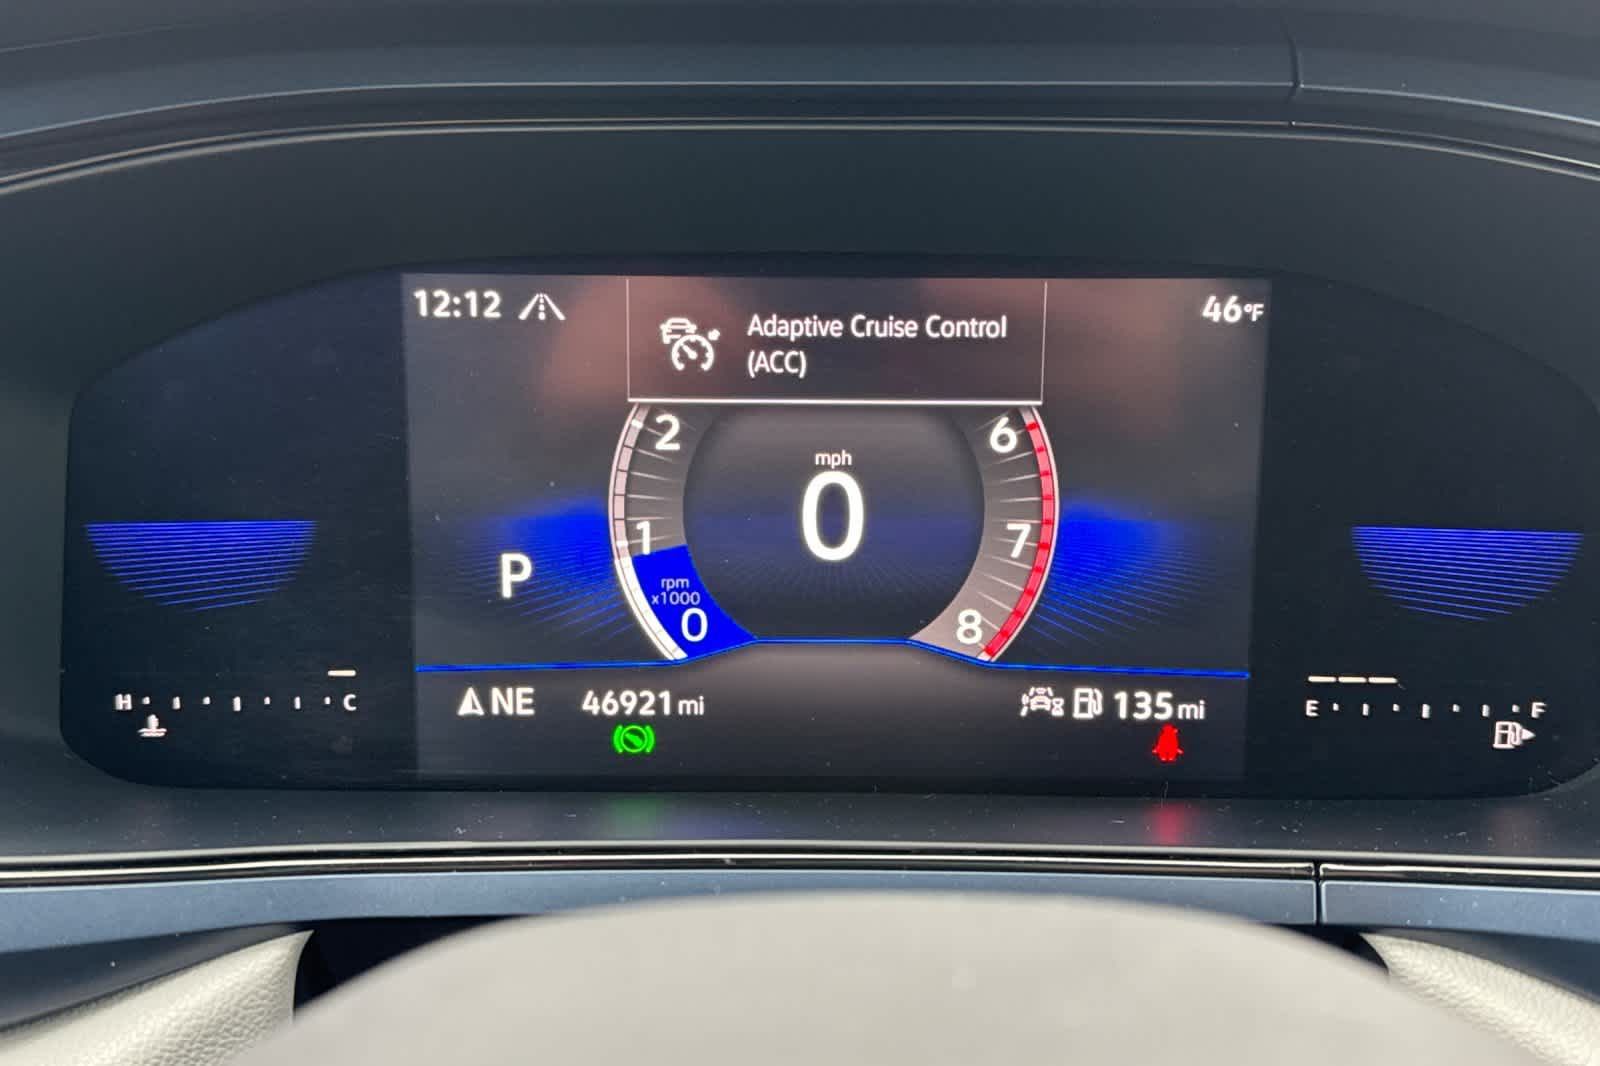 12:12
46°F
Adaptive Cruise Control
(ACC)
2
6
mph
0
1
7
P
rpm
x1000
0
8
NE
46921 mi
135 mi
H
C
E
F